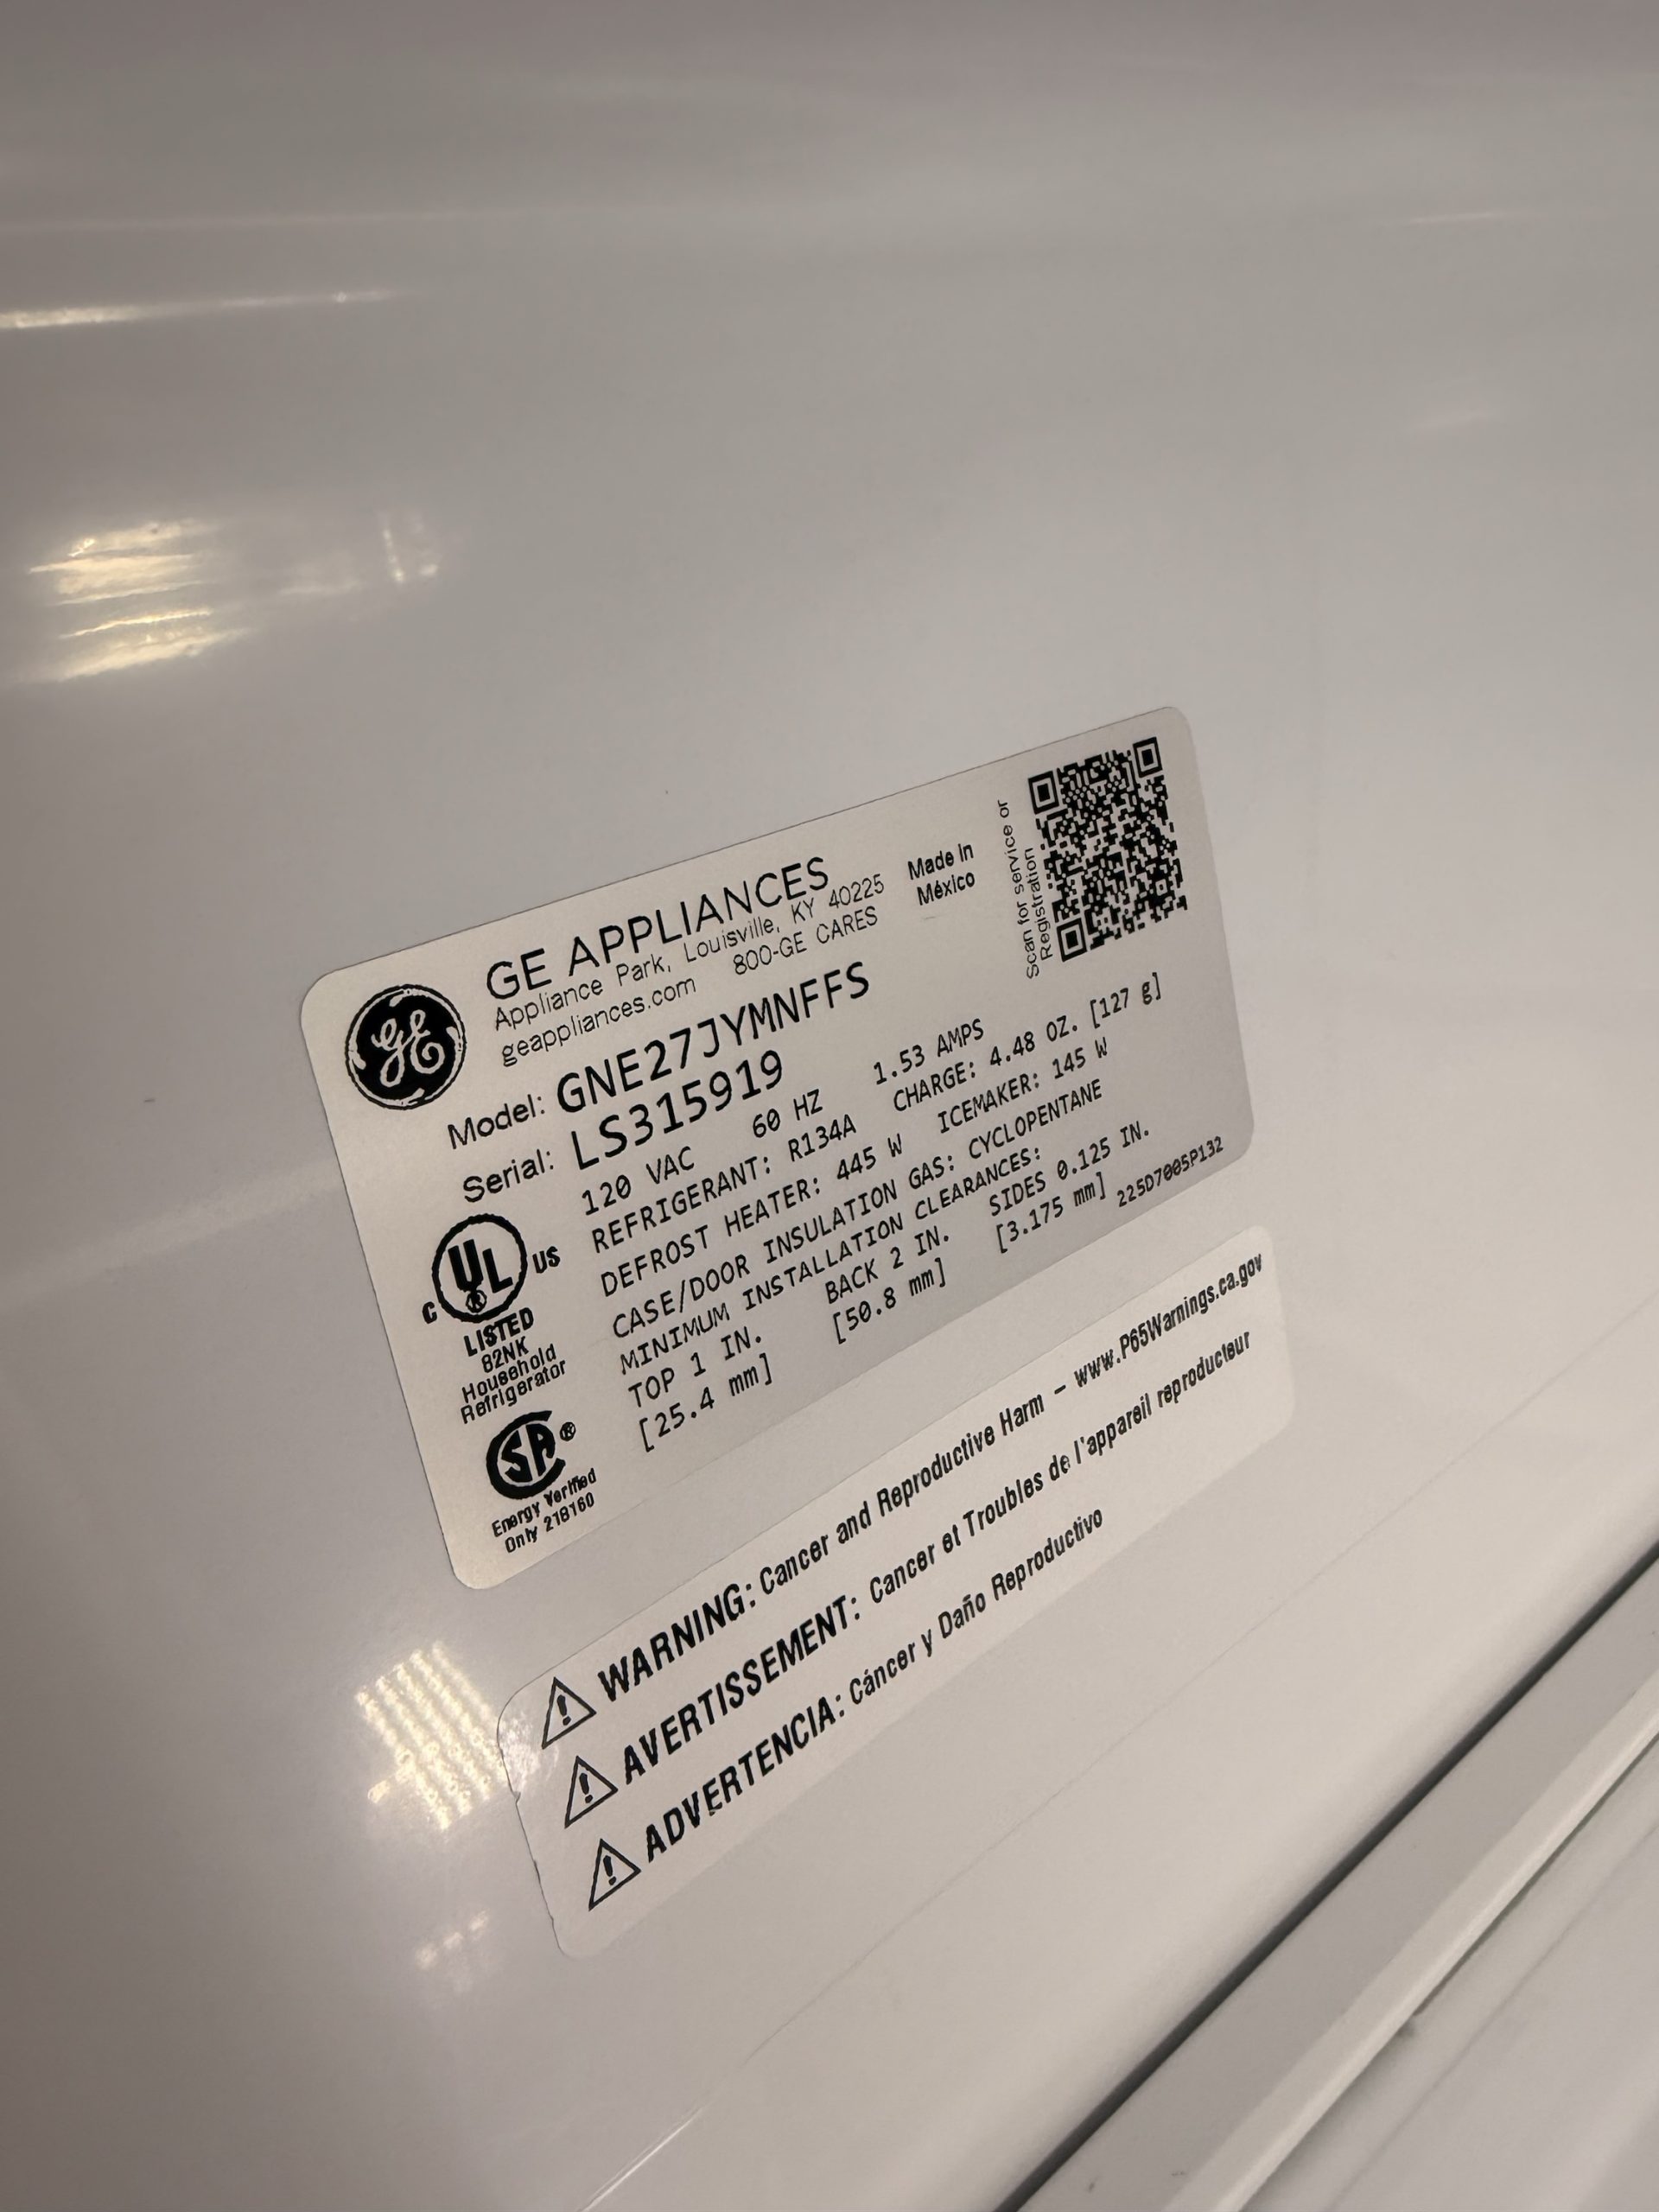 GE
GE APPLIANCES
Appliance Park, Louisville, KY 40225
geappliances.com 800-GE CARES
Made in
México
Scan for service or
Registration
Model: GNE27JYMNFFS
Serial: LS315919
120 VAC 60 HZ 1.53 AMPS
REFRIGERANT: R134A CHARGE: 4.48 OZ. [127 g]
DEFROST HEATER: 445 W ICEMAKER: 145 W
CASE/DOOR INSULATION GAS: CYCLOPENTANE
MINIMUM INSTALLATION CLEARANCES:
TOP 1 IN. BACK 2 IN. SIDES 0.125 IN.
[25.4 mm] [50.8 mm] [3.175 mm]
225D7005P132
C UL ® US
LISTED
82NK
Household
Refrigerator
SA ®
Energy Verified
Only 218160
WARNING: Cancer and Reproductive Harm – www.P65Warnings.ca.gov
AVERTISSEMENT: Cancer et Troubles de l'appareil reproducteur
ADVERTENCIA: Cáncer y Daño Reproductivo